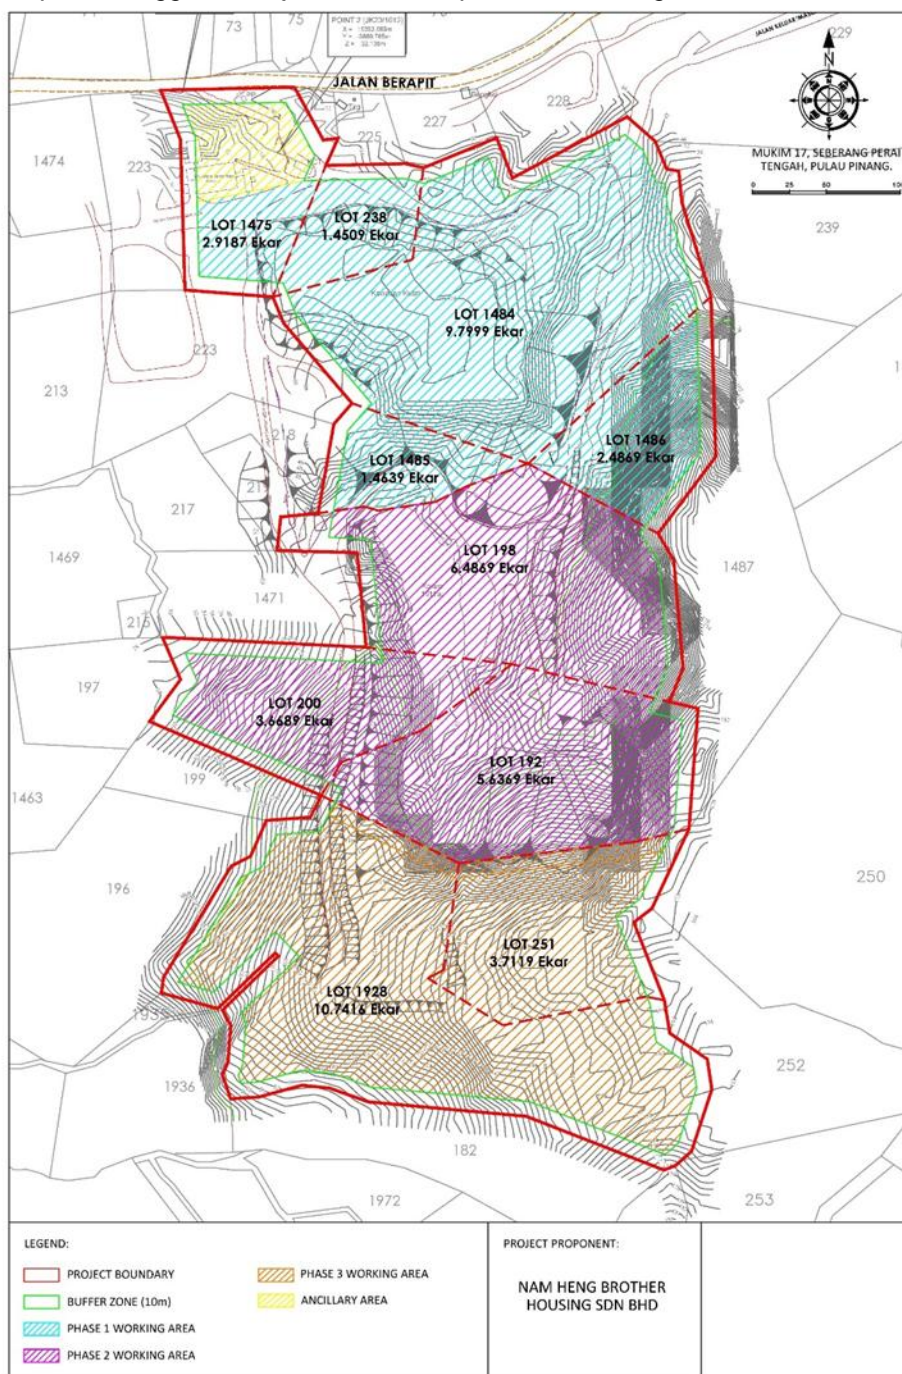 73
75
POINT 2
JALAN BERAPIT
229
228
227
225
223
1474
MUKIM 17, SEBERANG PERAI
TENGAH, PULAU PINANG.
0 25 50 100
239
LOT 1475
2.9187 Ekar
LOT 238
1.4509 Ekar
LOT 1484
9.7999 Ekar
223
213
218
LOT 1485
1.4639 Ekar
LOT 1486
2.4869 Ekar
217
1469
LOT 198
6.4869 Ekar
1487
1471
215
197
LOT 200
3.6689 Ekar
LOT 192
5.6369 Ekar
199
1463
196
250
LOT 251
3.7119 Ekar
LOT 1928
10.7416 Ekar
1935
1936
252
182
1972
253
LEGEND:
PROJECT BOUNDARY
BUFFER ZONE (10m)
PHASE 1 WORKING AREA
PHASE 2 WORKING AREA
PHASE 3 WORKING AREA
ANCILLARY AREA
PROJECT PROPONENT:
NAM HENG BROTHER
HOUSING SDN BHD